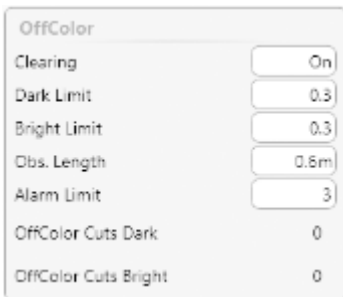 OffColor
Clearing On
Dark Limit 0.3
Bright Limit 0.3
Obs. Length 0.6m
Alarm Limit 3
OffColor Cuts Dark 0
OffColor Cuts Bright 0